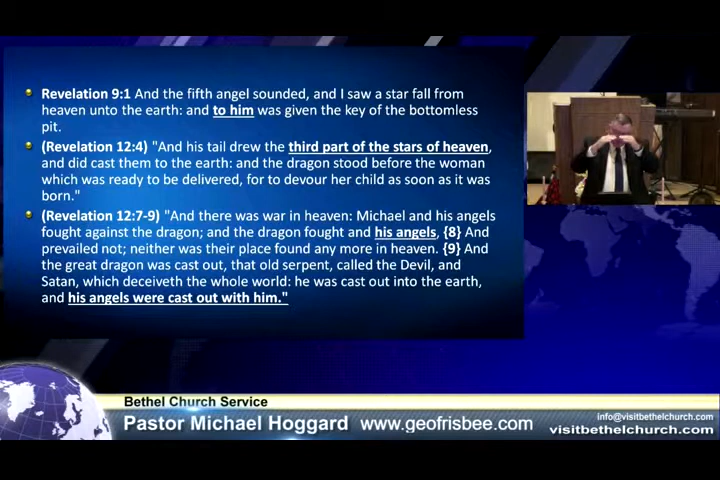 Revelation 9:1 And the fifth angel sounded, and I saw a star fall from
heaven unto the earth: and to him was given the key of the bottomless
pit.
(Revelation 12:4) "And his tail drew the third part of the stars of heaven,
and did cast them to the earth: and the dragon stood before the woman
which was ready to be delivered, for to devour her child as soon as it was
born."
(Revelation 12:7-9) "And there was war in heaven: Michael and his angels
fought against the dragon; and the dragon fought and his angels, {8} And
prevailed not; neither was their place found any more in heaven. {9} And
the great dragon was cast out, that old serpent, called the Devil, and
Satan, which deceiveth the whole world: he was cast out into the earth,
and his angels were cast out with him."
Bethel Church Service
Pastor Michael Hoggard www.geofrisbee.com
info@visitbethelchurch.com
visitbethelchurch.com